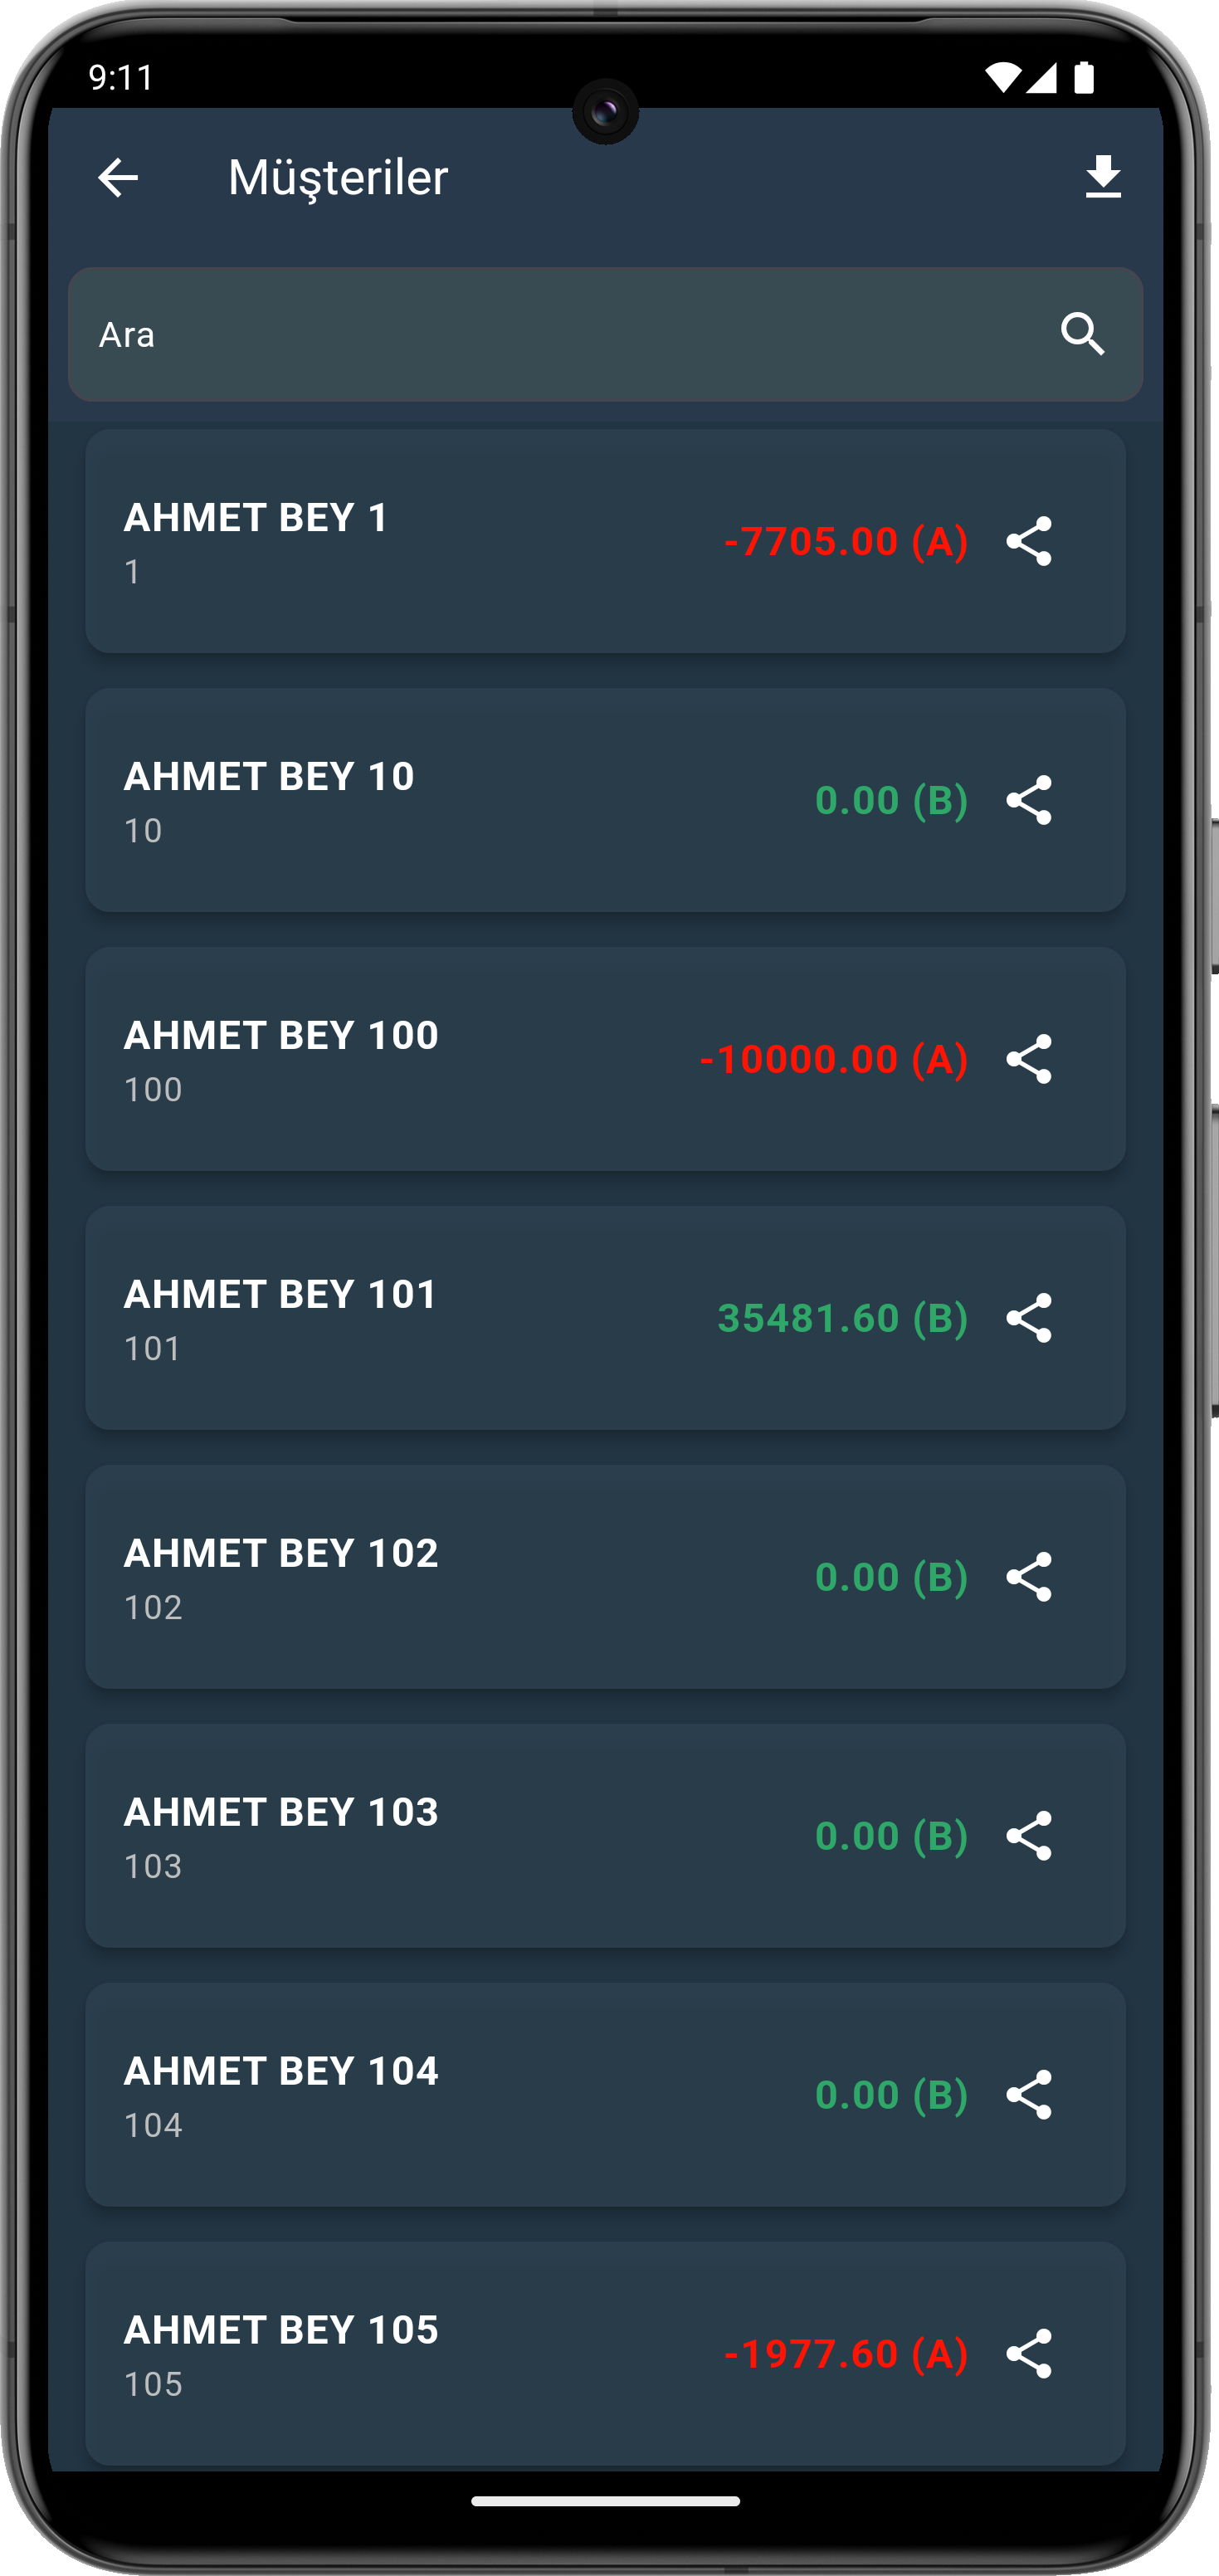 9:11
Müşteriler
Ara
AHMET BEY 1
1
-7705.00 (A)
AHMET BEY 10
10
0.00 (B)
AHMET BEY 100
100
-10000.00 (A)
AHMET BEY 101
101
35481.60 (B)
AHMET BEY 102
102
0.00 (B)
AHMET BEY 103
103
0.00 (B)
AHMET BEY 104
104
0.00 (B)
AHMET BEY 105
105
-1977.60 (A)